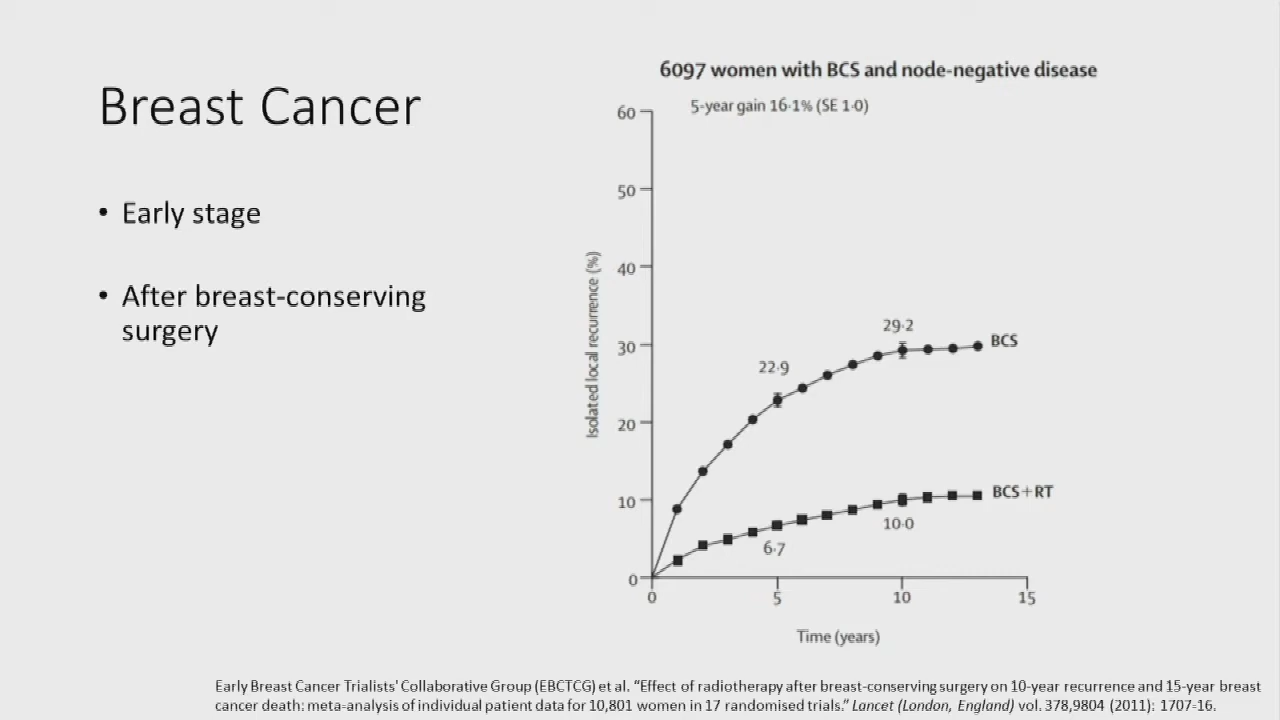 Breast Cancer
• Early stage
• After breast-conserving
surgery
6097 women with BCS and node-negative disease
5-year gain 16·1% (SE 1·0)
60
50
40
30
20
10
0
Isolated local recurrence (%)
22·9
29·2
BCS
6·7
10·0
BCS+RT
0 5 10 15
Time (years)
Early Breast Cancer Trialists' Collaborative Group (EBCTCG) et al. “Effect of radiotherapy after breast-conserving surgery on 10-year recurrence and 15-year breast
cancer death: meta-analysis of individual patient data for 10,801 women in 17 randomised trials.” Lancet (London, England) vol. 378,9804 (2011): 1707-16.